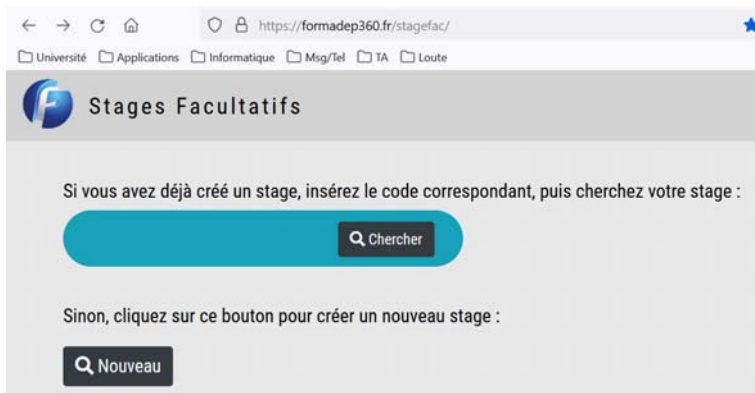 https://formadep360.fr/stagefac/
Université Applications Informatique Msg/Tel TA Loute
Stages Facultatifs
Si vous avez déjà créé un stage, insérez le code correspondant, puis cherchez votre stage :
Chercher
Sinon, cliquez sur ce bouton pour créer un nouveau stage :
Nouveau